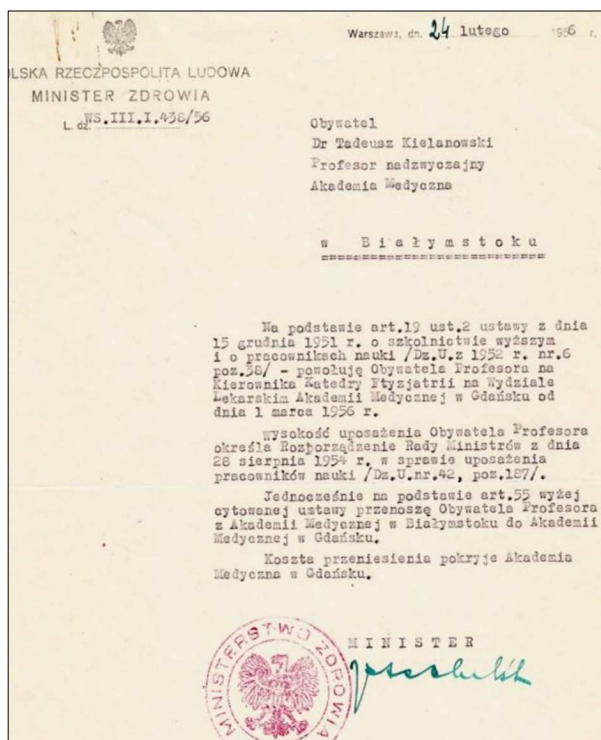 Warszawa, dn. 24 lutego 1956 r.
OLSKA RZECZPOSPOLITA LUDOWA
MINISTER ZDROWIA
L. dz. WS.III.I.438/56
Obywatel
Dr Tadeusz Kielanowski
Profesor nadzwyczajny
Akademia Medyczna
w Białymstoku
Na podstawie art.19 ust.2 ustawy z dnia
15 grudnia 1951 r. o szkolnictwie wyższym
i o pracownikach nauki /Dz.U.z 1952 r. nr.6
poz.38/ - powołuję Obywatela Profesora na
Kierownika Katedry Ftyzjatrii na Wydziale
Lekarskim Akademii Medycznej w Gdańsku od
dnia 1 marca 1956 r.
Wysokość uposażenia Obywatela Profesora
określa Rozporządzenie Rady Ministrów z dnia
28 sierpnia 1954 r. w sprawie uposażenia
pracowników nauki /Dz.U.nr.42, poz.187/.
Jednocześnie na podstawie art.55 wyżej
cytowanej ustawy przenoszę Obywatela Profesora
z Akademii Medycznej w Białymstoku do Akademii
Medycznej w Gdańsku.
Koszta przeniesienia pokryje Akademia
Medyczna w Gdańsku.
MINISTER
MINISTERSTWO ZDROWIA